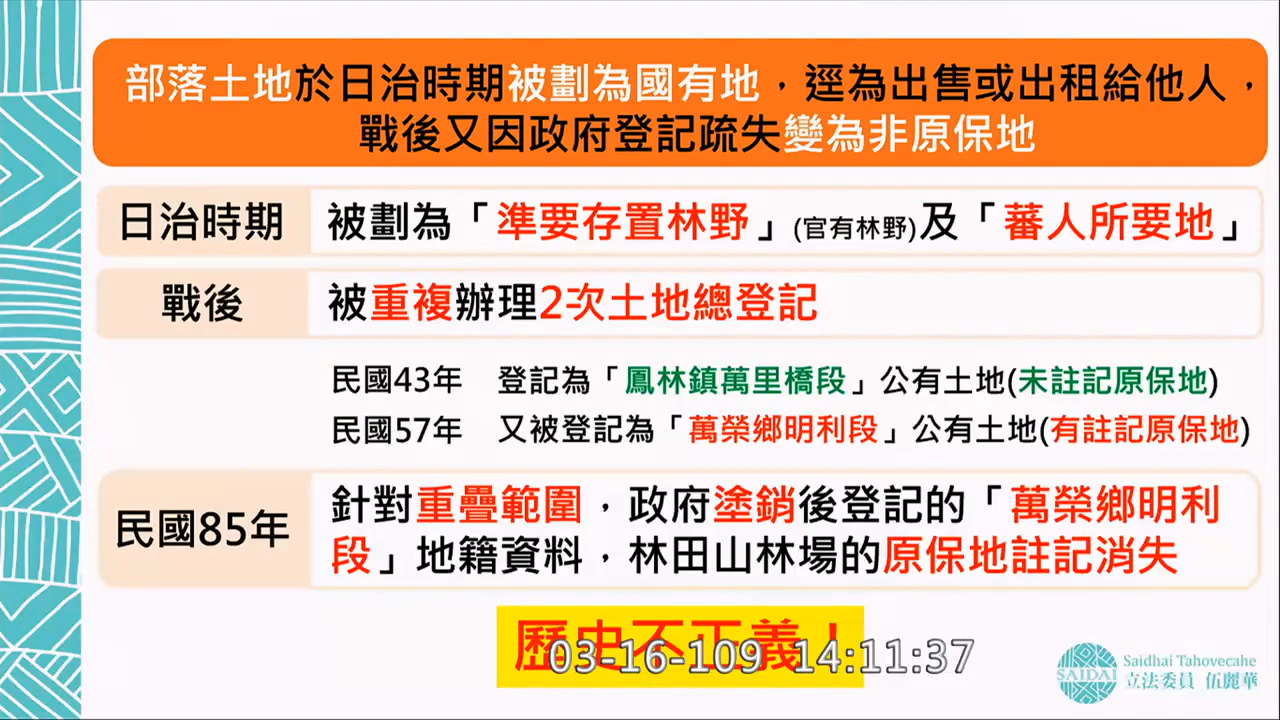 部落土地於日治時期被劃為國有地，逕為出售或出租給他人，
戰後又因政府登記疏失變為非原保地
日治時期
被劃為「準要存置林野」(官有林野)及「蕃人所要地」
戰後
被重複辦理2次土地總登記
民國43年 登記為「鳳林鎮萬里橋段」公有土地(未註記原保地)
民國57年 又被登記為「萬榮鄉明利段」公有土地(有註記原保地)
民國85年
針對重疊範圍，政府塗銷後登記的「萬榮鄉明利
段」地籍資料，林田山林場的原保地註記消失
歷史不正義！
03-16-109 14:11:37
SAIDAI
Saidhai Tahovecahe
立法委員 伍麗華